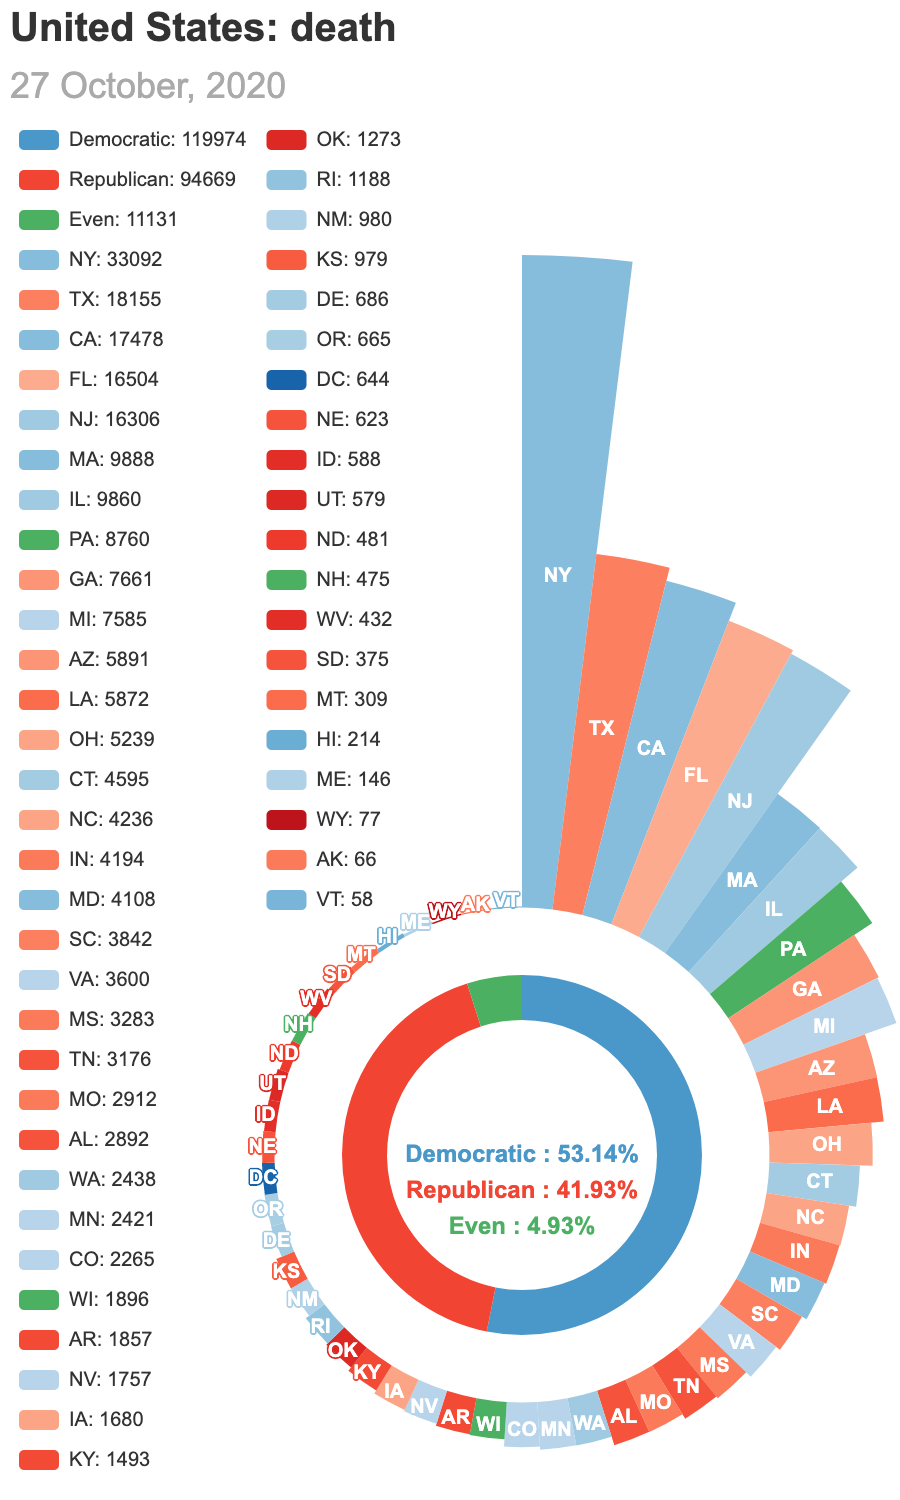 United States: death
27 October, 2020
Democratic: 119974
Republican: 94669
Even: 11131
NY: 33092
TX: 18155
CA: 17478
FL: 16504
NJ: 16306
MA: 9888
IL: 9860
PA: 8760
GA: 7661
MI: 7585
AZ: 5891
LA: 5872
OH: 5239
CT: 4595
NC: 4236
IN: 4194
MD: 4108
SC: 3842
VA: 3600
MS: 3283
TN: 3176
MO: 2912
AL: 2892
WA: 2438
MN: 2421
CO: 2265
WI: 1896
AR: 1857
NV: 1757
IA: 1680
KY: 1493
OK: 1273
RI: 1188
NM: 980
KS: 979
DE: 686
OR: 665
DC: 644
NE: 623
ID: 588
UT: 579
ND: 481
NH: 475
WV: 432
SD: 375
MT: 309
HI: 214
ME: 146
WY: 77
AK: 66
VT: 58
NY
TX
CA
FL
NJ
MA
IL
PA
GA
MI
AZ
LA
OH
CT
NC
IN
MD
SC
VA
MS
TN
MO
AL
WA
MN
CO
WI
AR
NV
IA
KY
OK
RI
NM
KS
DE
OR
DC
NE
ID
UT
ND
NH
WV
SD
MT
HI
ME
WY
AK
VT
Democratic : 53.14%
Republican : 41.93%
Even : 4.93%